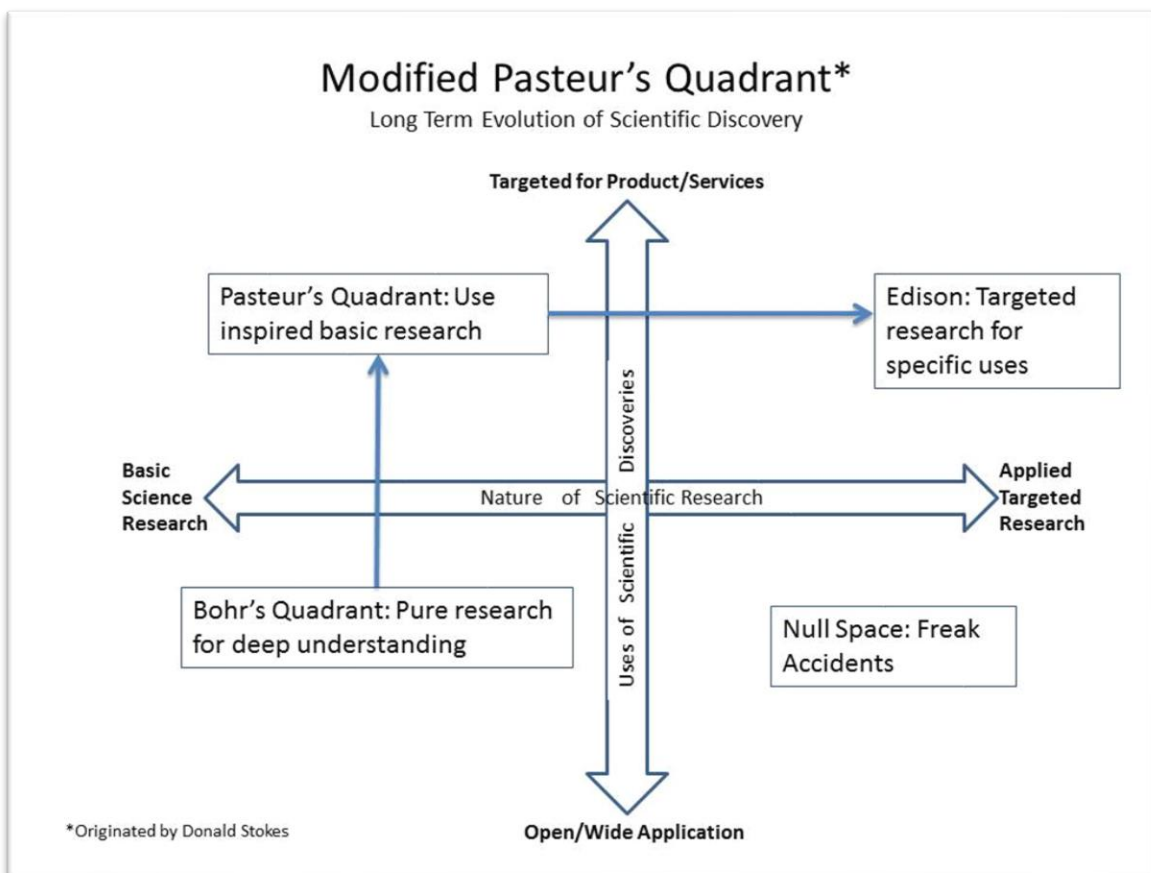 Modified Pasteur's Quadrant*
Long Term Evolution of Scientific Discovery
Targeted for Product/Services
Pasteur's Quadrant: Use
inspired basic research
Edison: Targeted
research for
specific uses
Basic
Science
Research
Nature of Scientific Research
Uses of Scientific Discoveries
Applied
Targeted
Research
Bohr's Quadrant: Pure research
for deep understanding
Null Space: Freak
Accidents
*Originated by Donald Stokes
Open/Wide Application